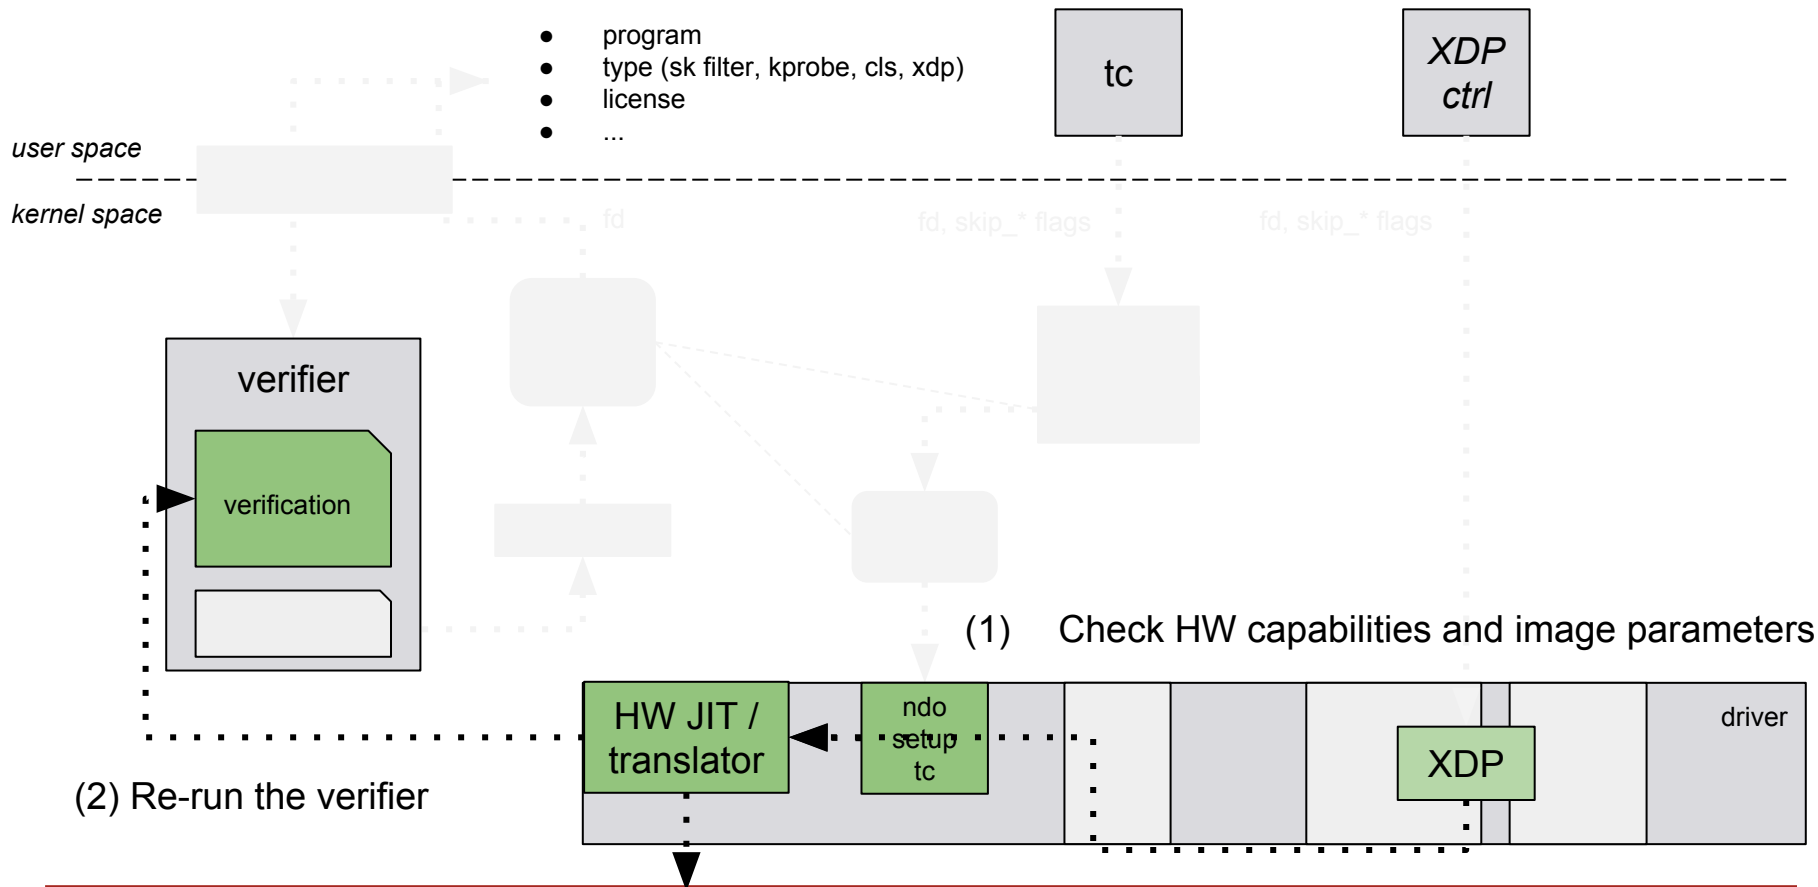 program
type (sk filter, kprobe, cls, xdp)
license
...
tc
XDP
ctrl
user space
kernel space
fd
fd, skip_* flags
fd, skip_* flags
verifier
verification
(1) Check HW capabilities and image parameters
HW JIT /
translator
ndo
setup
tc
XDP
driver
(2) Re-run the verifier